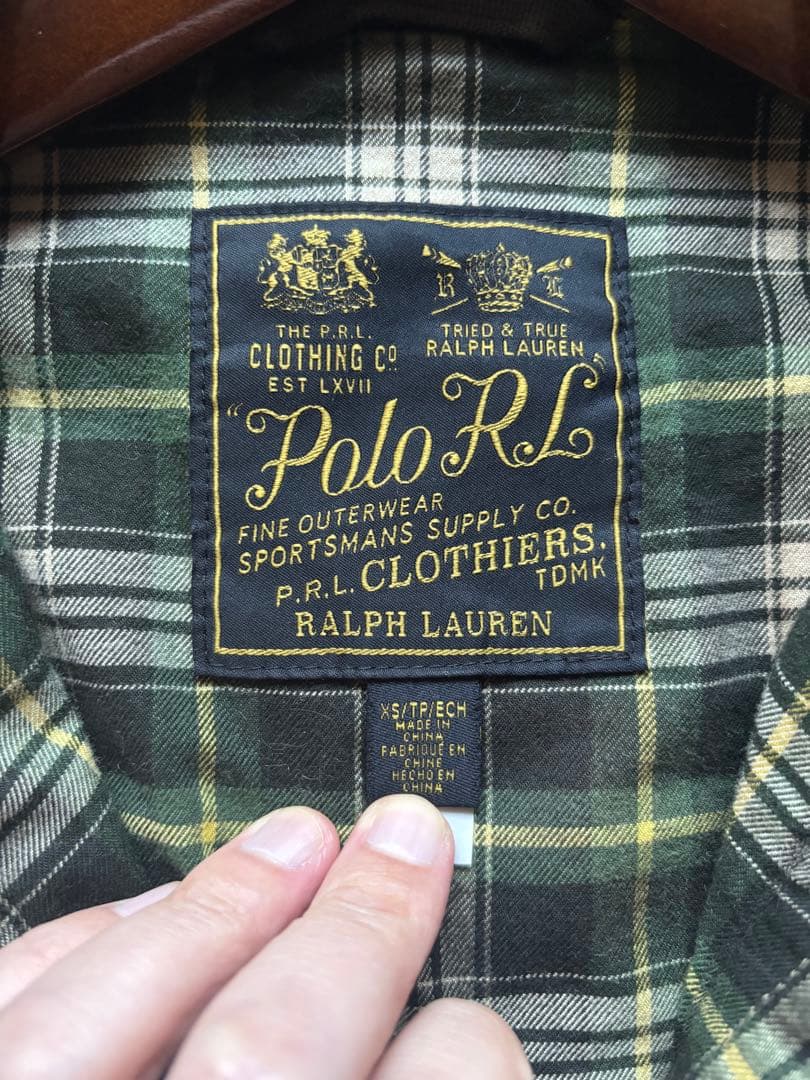 THE P.R.L.
CLOTHING Cº
EST LXVII
R L
TRIED & TRUE
RALPH LAUREN
"Polo RL"
FINE OUTERWEAR
SPORTSMANS SUPPLY CO.
P.R.L. CLOTHIERS.
TDMK
RALPH LAUREN
XS/TP/ECH
MADE IN
CHINA
FABRIQUE EN
CHINE
HECHO EN
CHINA